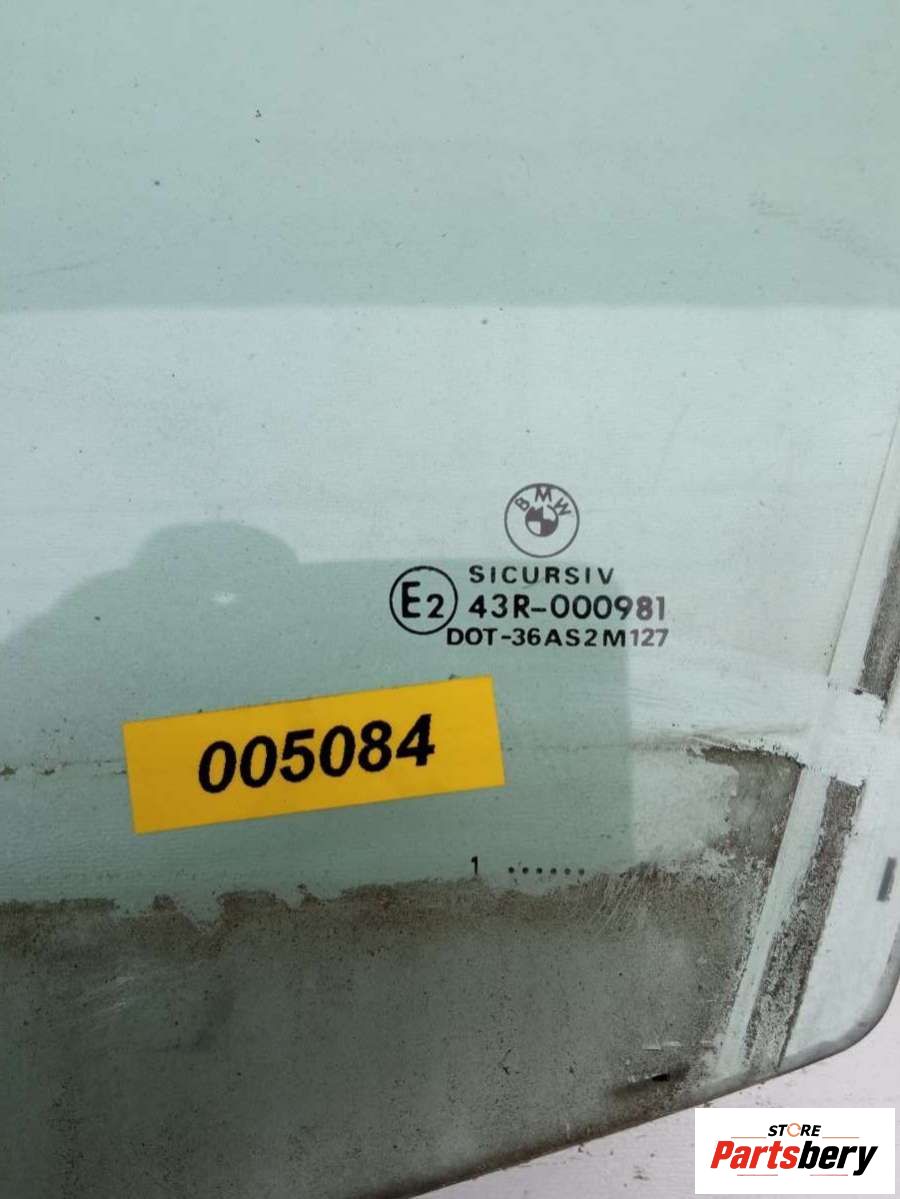 BMW
SICURSIV
E2 43R-000981
DOT-36AS2M127
005084
1 ......
STORE
Partsbery